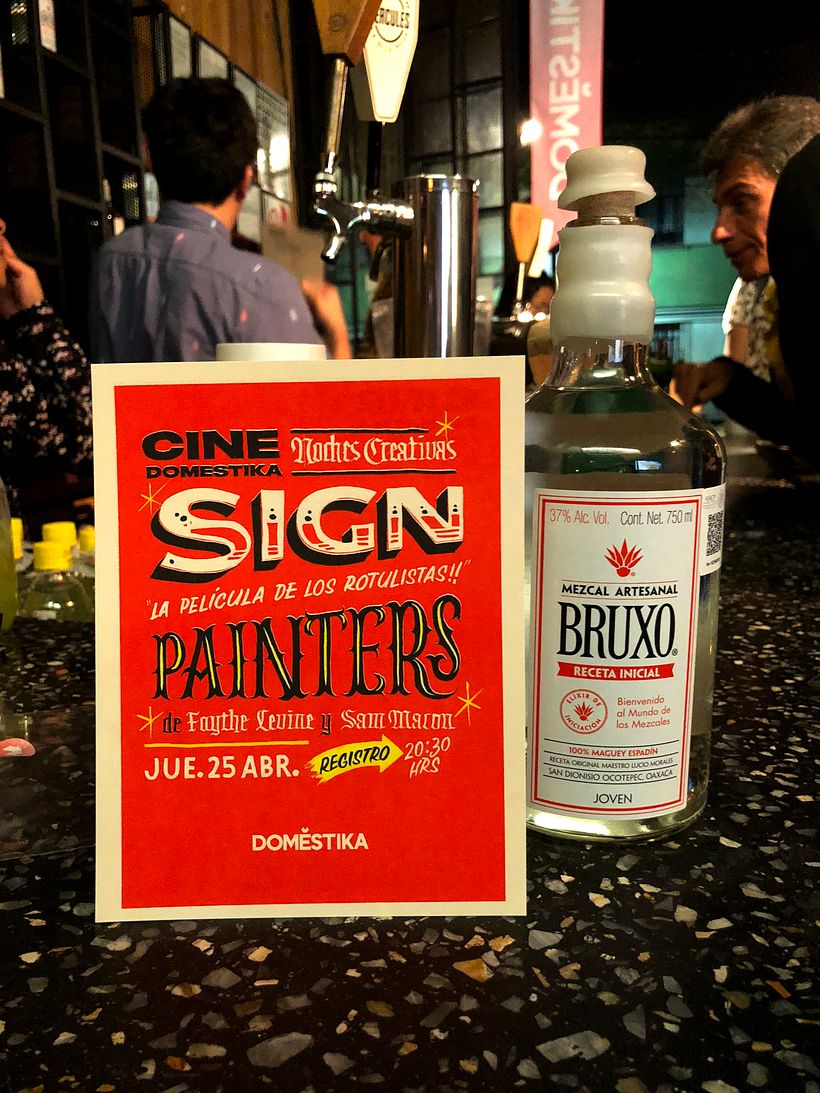 HERCULES
DOMĚSTIKA
CINE
DOMESTIKA
Noches Creativas
SIGN
"LA PELÍCULA DE LOS ROTULISTAS!!"
PAINTERS
de Faythe Levine y Sam Macon
JUE. 25 ABR.
REGISTRO
20:30
HRS
DOMĚSTIKA
37% Alc. Vol. Cont. Net. 750 ml
MEZCAL ARTESANAL
BRUXO®
RECETA INICIAL
ELIXIR DE INICIACIÓN
Bienvenido
al Mundo de
los Mezcales
100% MAGUEY ESPADÍN
RECETA ORIGINAL MAESTRO LUCIO MORALES
SAN DIONISIO OCOTEPEC, OAXACA
JOVEN